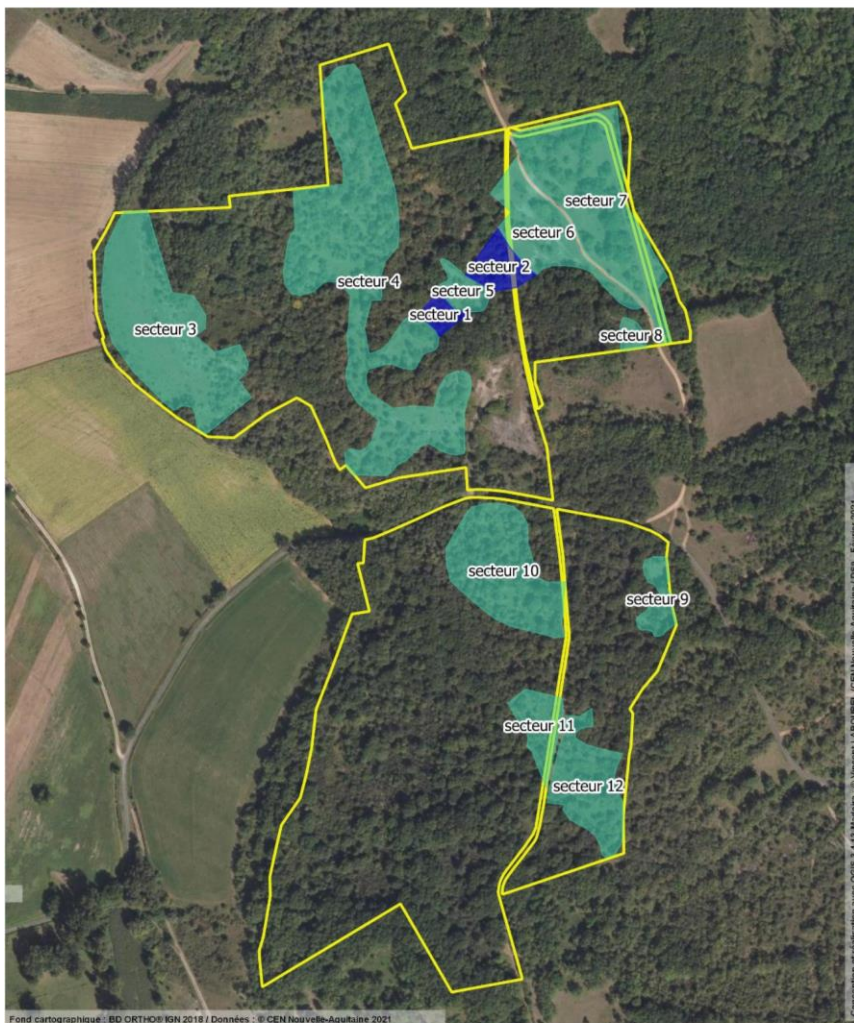 secteur 7
secteur 6
secteur 2
secteur 4
secteur 5
secteur 1
secteur 3
secteur 8
secteur 10
secteur 9
secteur 11
secteur 12
Fond cartographique : BD ORTHO® IGN 2018 / Données : © CEN Nouvelle-Aquitaine 2021